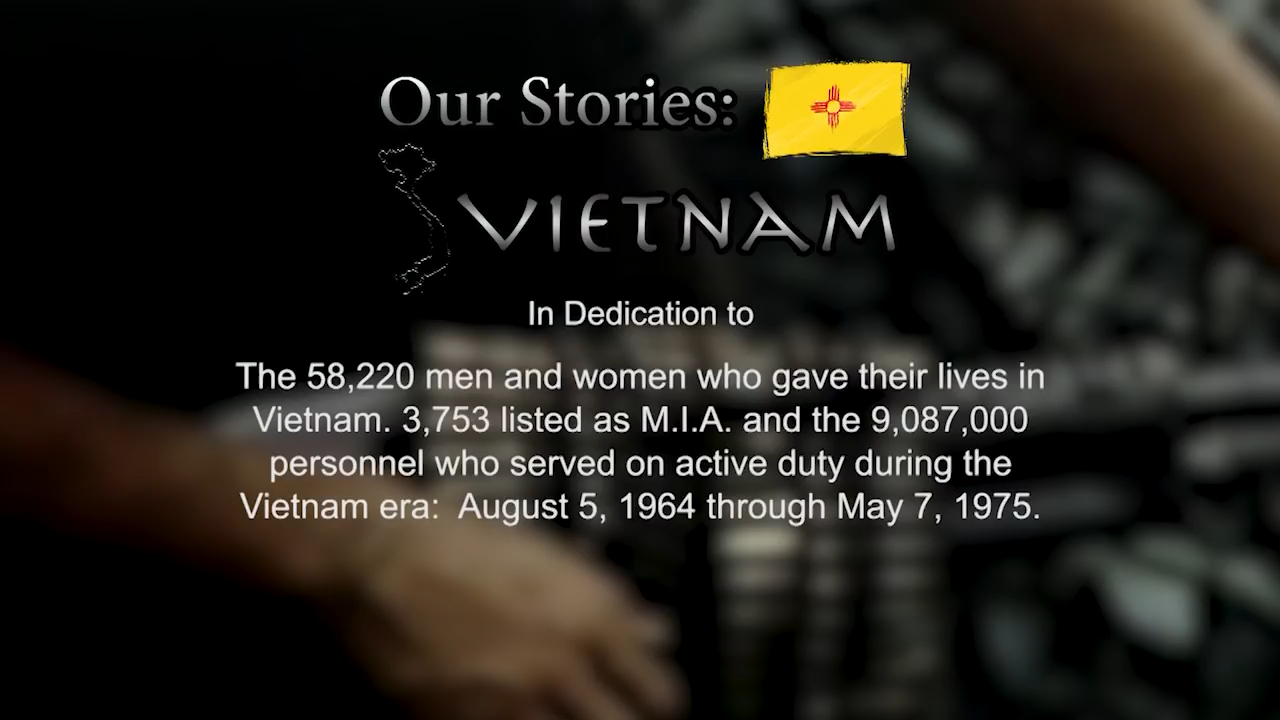 Our Stories:
VIETNAM
In Dedication to
The 58,220 men and women who gave their lives in
Vietnam. 3,753 listed as M.I.A. and the 9,087,000
personnel who served on active duty during the
Vietnam era:  August 5, 1964 through May 7, 1975.